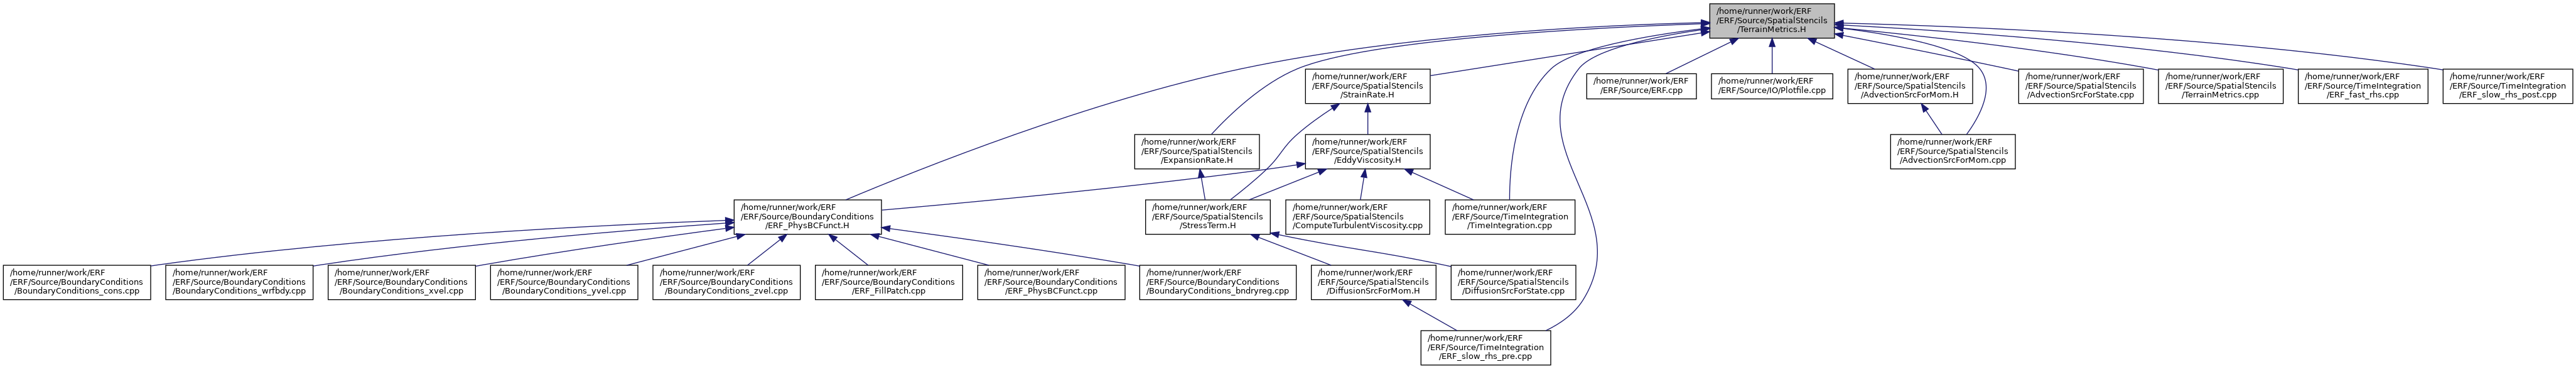 /home/runner/work/ERF
/ERF/Source/SpatialStencils
/TerrainMetrics.H
/home/runner/work/ERF
/ERF/Source/SpatialStencils
/StrainRate.H
/home/runner/work/ERF
/ERF/Source/ERF.cpp
/home/runner/work/ERF
/ERF/Source/IO/Plotfile.cpp
/home/runner/work/ERF
/ERF/Source/SpatialStencils
/AdvectionSrcForMom.H
/home/runner/work/ERF
/ERF/Source/SpatialStencils
/AdvectionSrcForState.cpp
/home/runner/work/ERF
/ERF/Source/SpatialStencils
/TerrainMetrics.cpp
/home/runner/work/ERF
/ERF/Source/TimeIntegration
/ERF_fast_rhs.cpp
/home/runner/work/ERF
/ERF/Source/TimeIntegration
/ERF_slow_rhs_post.cpp
/home/runner/work/ERF
/ERF/Source/SpatialStencils
/ExpansionRate.H
/home/runner/work/ERF
/ERF/Source/SpatialStencils
/EddyViscosity.H
/home/runner/work/ERF
/ERF/Source/SpatialStencils
/AdvectionSrcForMom.cpp
/home/runner/work/ERF
/ERF/Source/BoundaryConditions
/ERF_PhysBCFunct.H
/home/runner/work/ERF
/ERF/Source/SpatialStencils
/StressTerm.H
/home/runner/work/ERF
/ERF/Source/SpatialStencils
/ComputeTurbulentViscosity.cpp
/home/runner/work/ERF
/ERF/Source/TimeIntegration
/TimeIntegration.cpp
/home/runner/work/ERF
/ERF/Source/BoundaryConditions
/BoundaryConditions_cons.cpp
/home/runner/work/ERF
/ERF/Source/BoundaryConditions
/BoundaryConditions_wrfbdy.cpp
/home/runner/work/ERF
/ERF/Source/BoundaryConditions
/BoundaryConditions_xvel.cpp
/home/runner/work/ERF
/ERF/Source/BoundaryConditions
/BoundaryConditions_yvel.cpp
/home/runner/work/ERF
/ERF/Source/BoundaryConditions
/BoundaryConditions_zvel.cpp
/home/runner/work/ERF
/ERF/Source/BoundaryConditions
/ERF_FillPatch.cpp
/home/runner/work/ERF
/ERF/Source/BoundaryConditions
/ERF_PhysBCFunct.cpp
/home/runner/work/ERF
/ERF/Source/BoundaryConditions
/BoundaryConditions_bndryreg.cpp
/home/runner/work/ERF
/ERF/Source/SpatialStencils
/DiffusionSrcForMom.H
/home/runner/work/ERF
/ERF/Source/SpatialStencils
/DiffusionSrcForState.cpp
/home/runner/work/ERF
/ERF/Source/TimeIntegration
/ERF_slow_rhs_pre.cpp